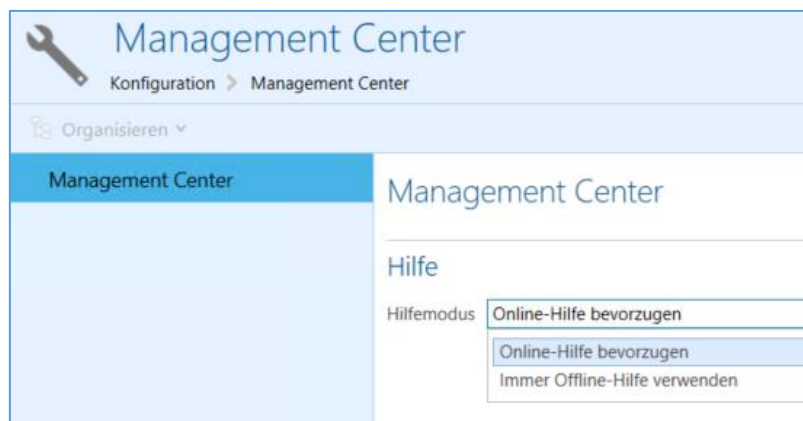 Management Center
Konfiguration > Management Center
Organisieren
Management Center
Management Center
Hilfe
Hilfemodus Online-Hilfe bevorzugen
Online-Hilfe bevorzugen
Immer Offline-Hilfe verwenden